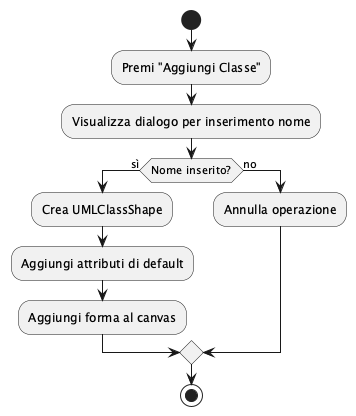 Premi "Aggiungi Classe"
Visualizza dialogo per inserimento nome
sì
Nome inserito?
no
Crea UMLClassShape
Annulla operazione
Aggiungi attributi di default
Aggiungi forma al canvas